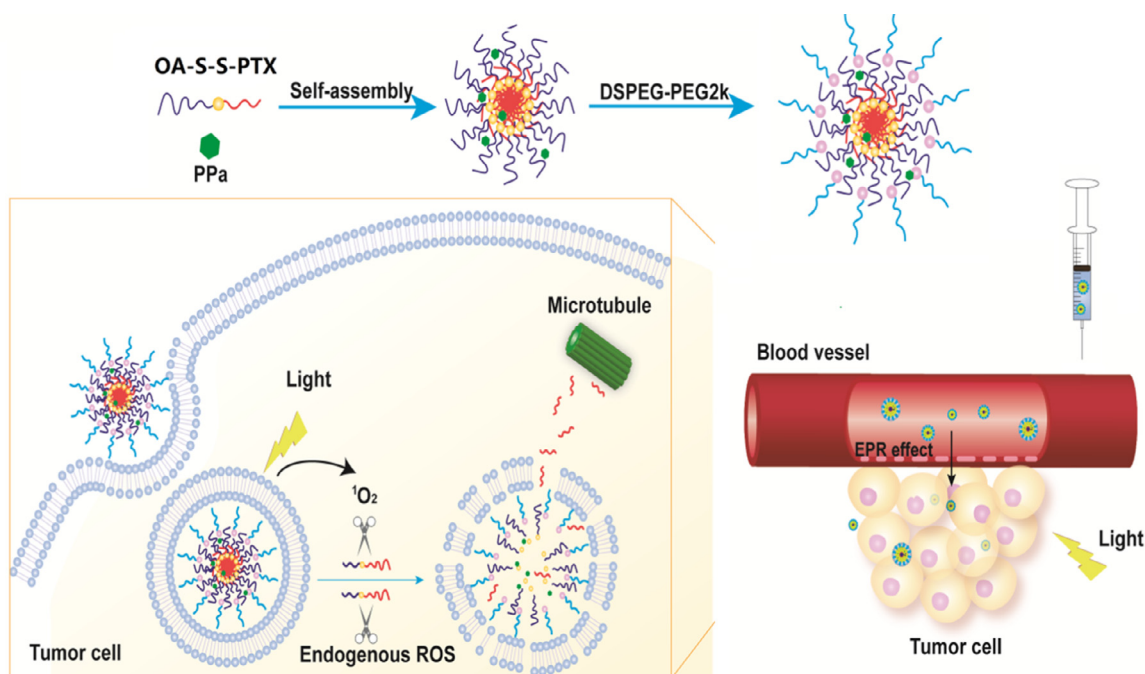 OA-S-S-PTX
Self-assembly
DSPEG-PEG2k
PPa
Microtubule
Blood vessel
Light
EPR effect
¹O₂
Light
Tumor cell
Endogenous ROS
Tumor cell